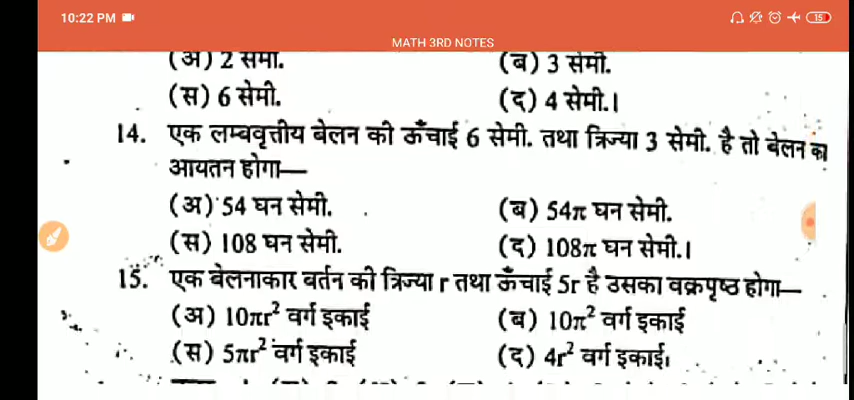 10:22 PM
15
MATH 3RD NOTES
(अ) 2 सेमी. (ब) 3 सेमी.
(स) 6 सेमी. (द) 4 सेमी.।
14. एक लम्बवृत्तीय बेलन की ऊँचाई 6 सेमी. तथा त्रिज्या 3 सेमी. है तो बेलन का
आयतन होगा—
(अ) 54 घन सेमी. (ब) 54π घन सेमी.
(स) 108 घन सेमी. (द) 108π घन सेमी.।
15. एक बेलनाकार बर्तन की त्रिज्या r तथा ऊँचाई 5r है उसका वक्रपृष्ठ होगा—
(अ) 10πr² वर्ग इकाई (ब) 10π² वर्ग इकाई
(स) 5πr² वर्ग इकाई (द) 4r² वर्ग इकाई।